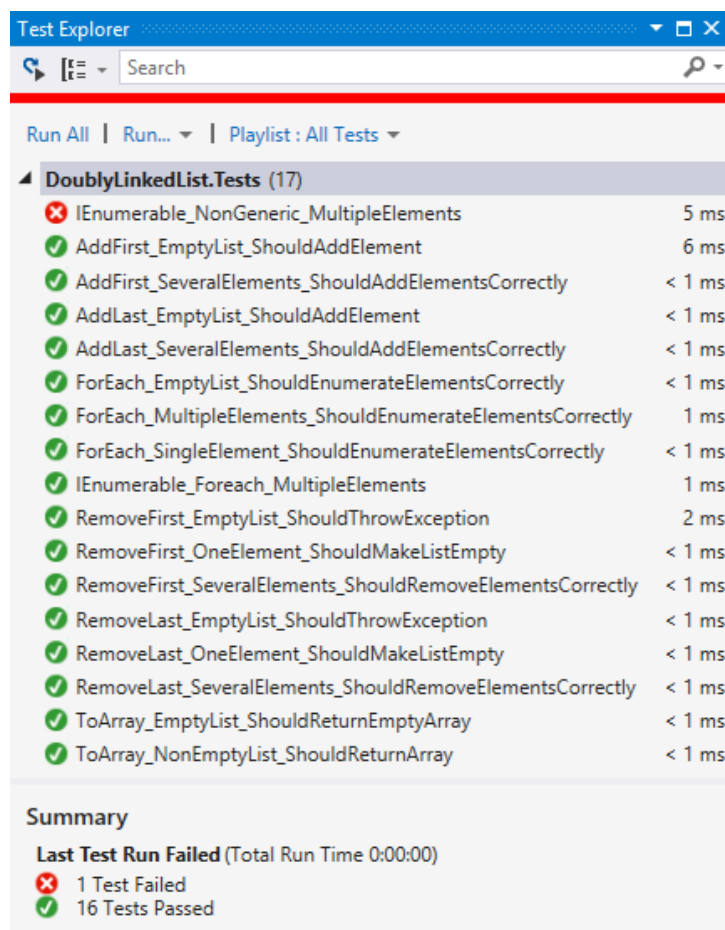 Test Explorer
Search
Run All | Run... | Playlist : All Tests
DoublyLinkedList.Tests (17)
IEnumerable_NonGeneric_MultipleElements 5 ms
AddFirst_EmptyList_ShouldAddElement 6 ms
AddFirst_SeveralElements_ShouldAddElementsCorrectly < 1 ms
AddLast_EmptyList_ShouldAddElement < 1 ms
AddLast_SeveralElements_ShouldAddElementsCorrectly < 1 ms
ForEach_EmptyList_ShouldEnumerateElementsCorrectly < 1 ms
ForEach_MultipleElements_ShouldEnumerateElementsCorrectly 1 ms
ForEach_SingleElement_ShouldEnumerateElementsCorrectly < 1 ms
IEnumerable_Foreach_MultipleElements 1 ms
RemoveFirst_EmptyList_ShouldThrowException 2 ms
RemoveFirst_OneElement_ShouldMakeListEmpty < 1 ms
RemoveFirst_SeveralElements_ShouldRemoveElementsCorrectly < 1 ms
RemoveLast_EmptyList_ShouldThrowException < 1 ms
RemoveLast_OneElement_ShouldMakeListEmpty < 1 ms
RemoveLast_SeveralElements_ShouldRemoveElementsCorrectly < 1 ms
ToArray_EmptyList_ShouldReturnEmptyArray < 1 ms
ToArray_NonEmptyList_ShouldReturnArray < 1 ms
Summary
Last Test Run Failed (Total Run Time 0:00:00)
1 Test Failed
16 Tests Passed